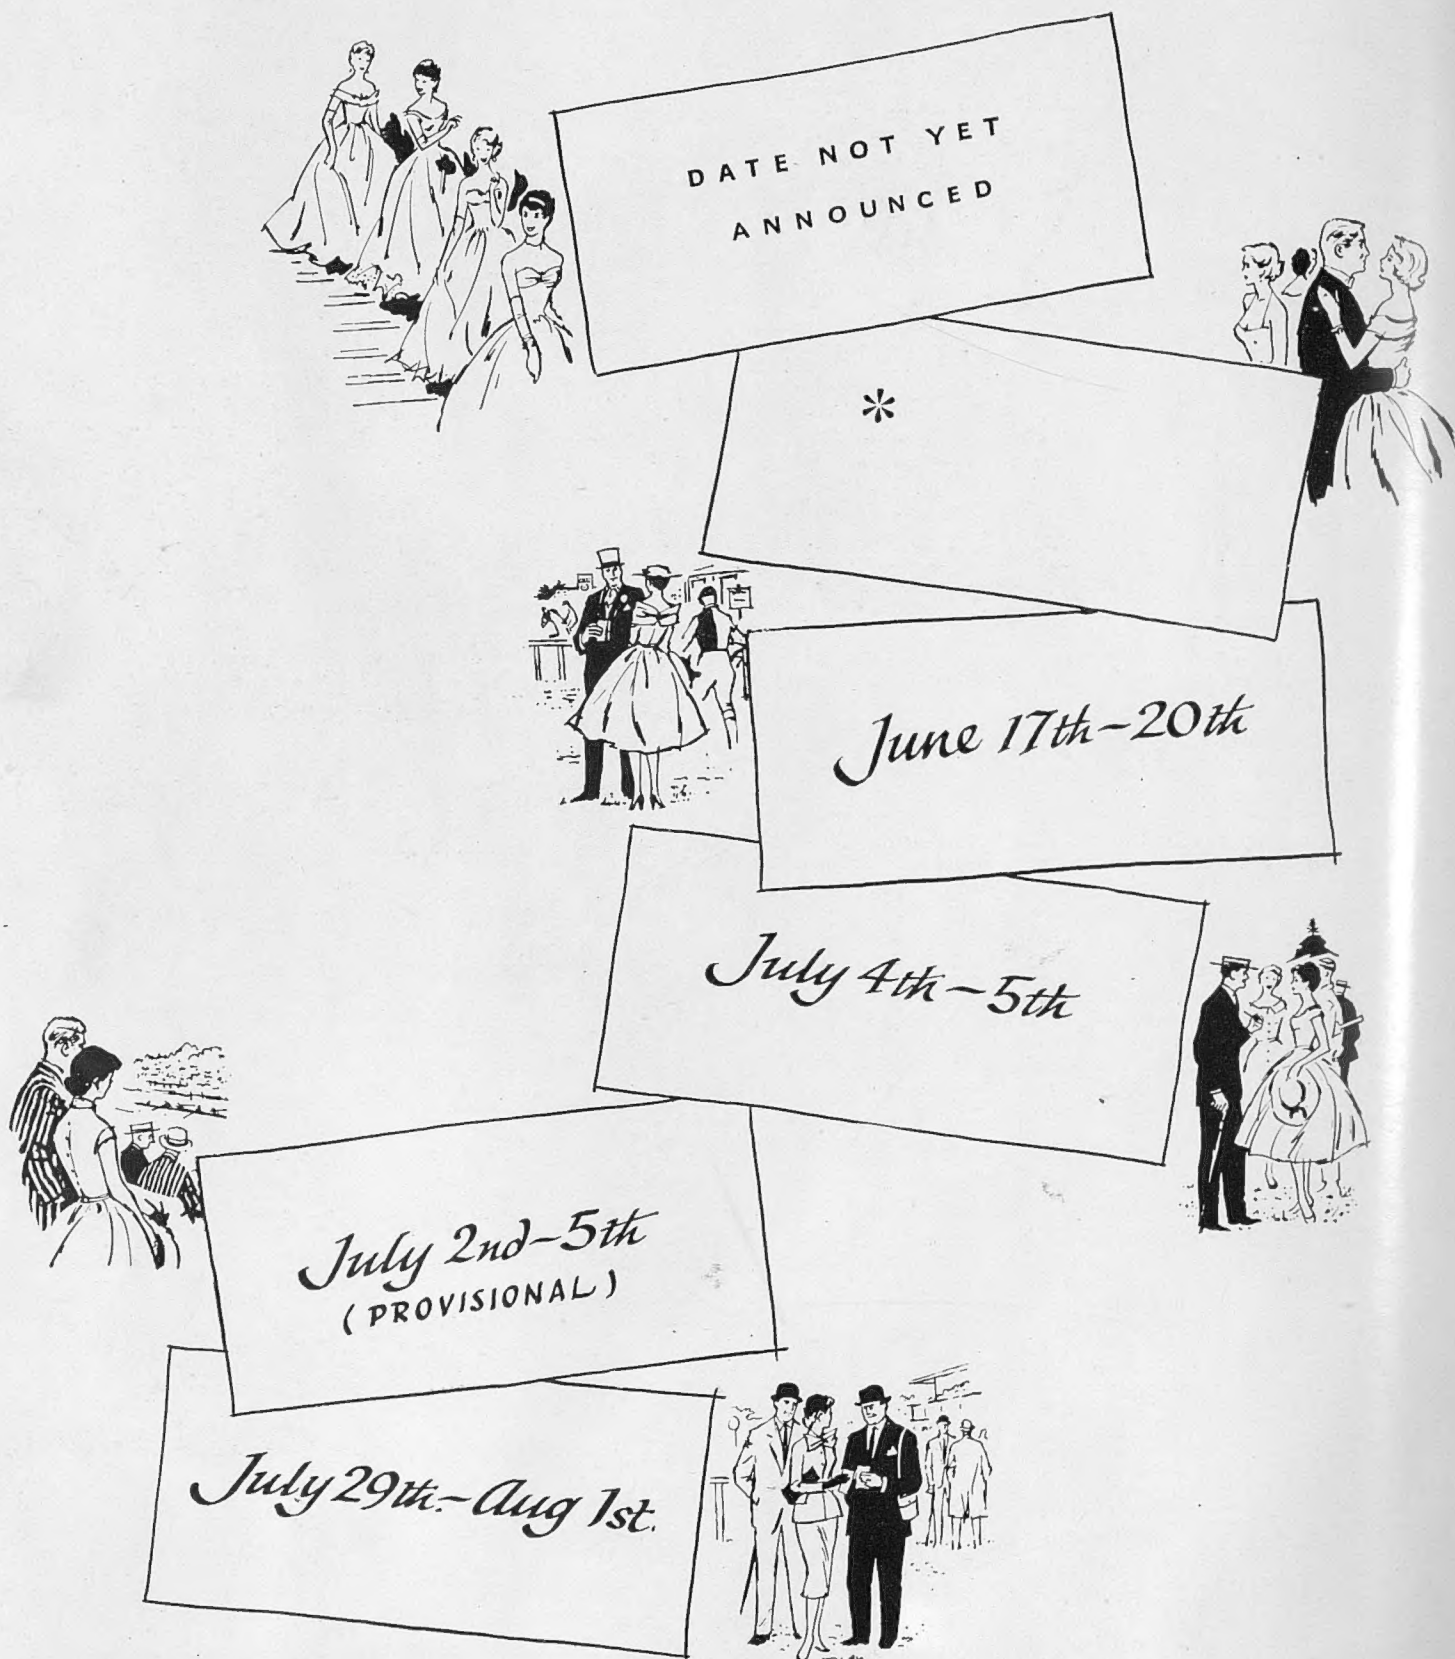 DATE NOT YET
ANNOUNCED
*
June 17th-20th
July 4th-5th
July 2nd-5th
(PROVISIONAL)
July 29th.-Aug 1st.